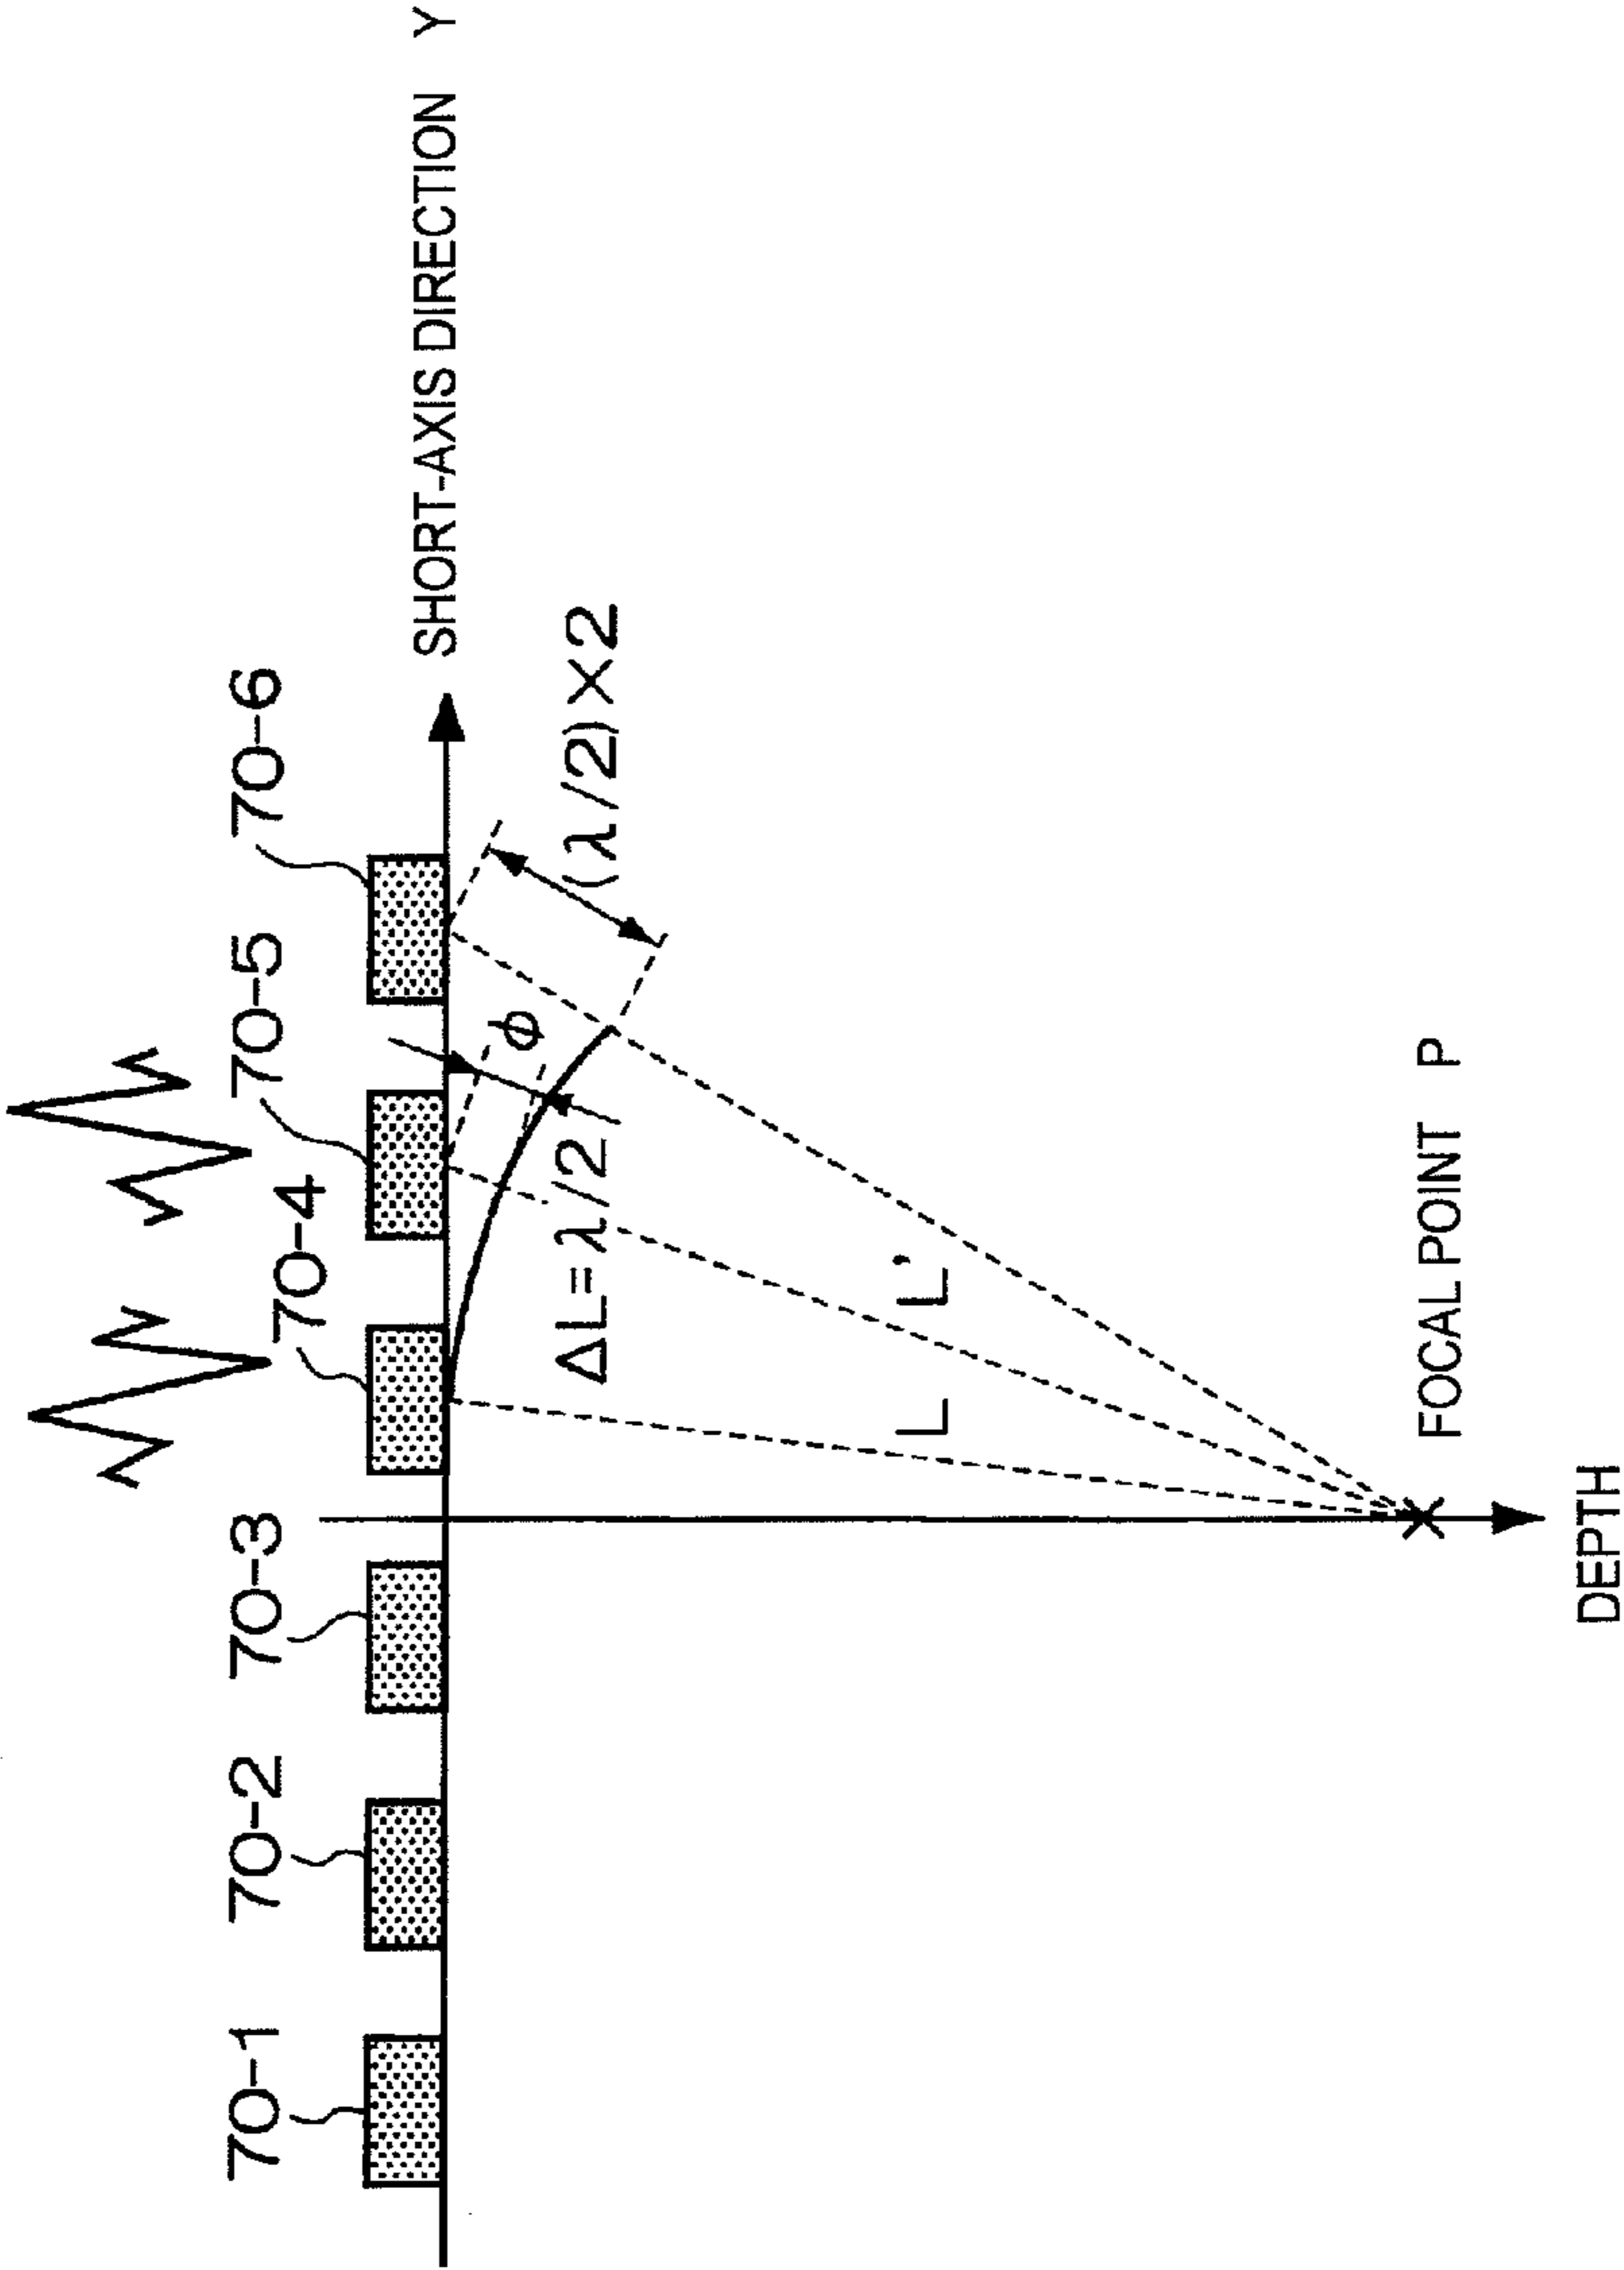 70-1
70-2
70-3
70-4
70-5
70-6
SHORT-AXIS DIRECTION Y
ϕ
(λ/2)×2
ΔL=λ/2
L
L'
FOCAL POINT P
DEPTH